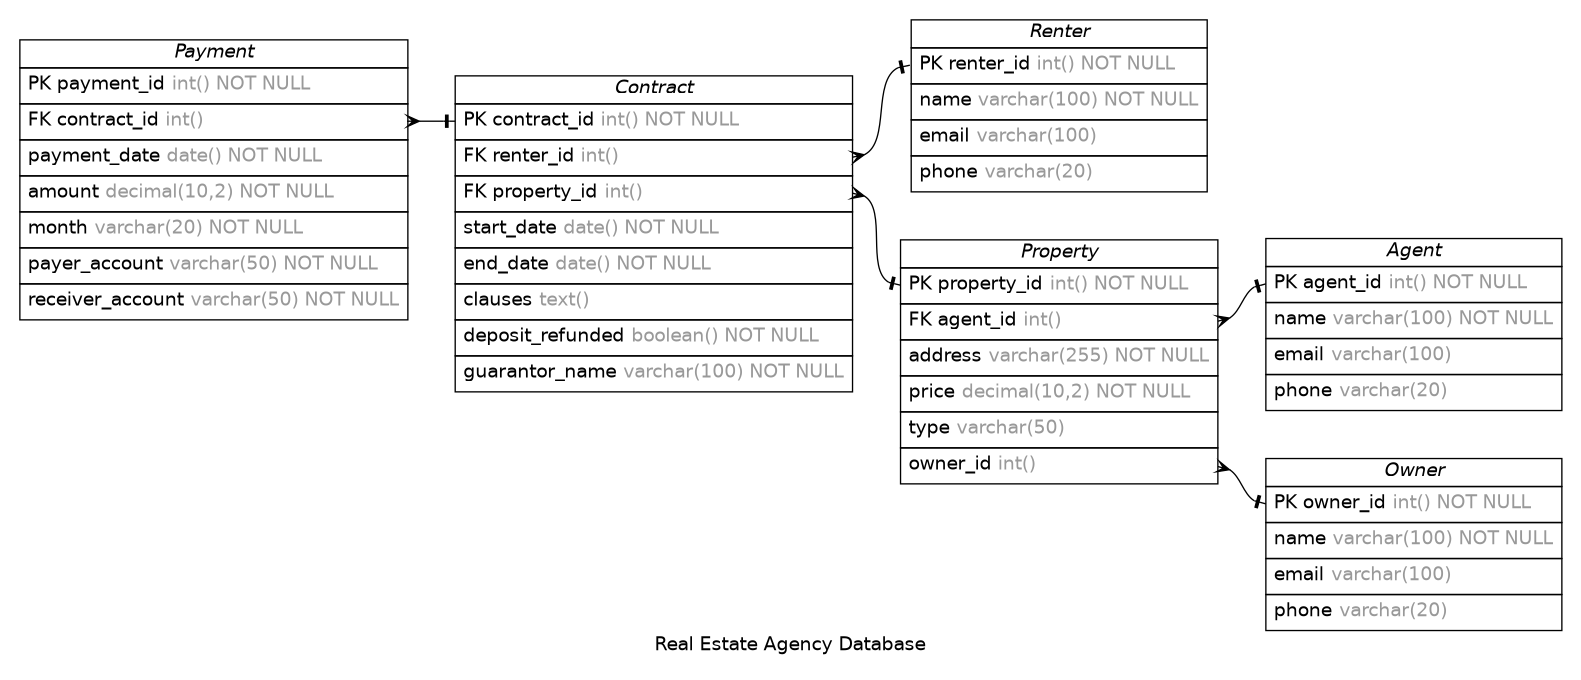 Payment
PK payment_id int() NOT NULL
FK contract_id int()
payment_date date() NOT NULL
amount decimal(10,2) NOT NULL
month varchar(20) NOT NULL
payer_account varchar(50) NOT NULL
receiver_account varchar(50) NOT NULL
Contract
PK contract_id int() NOT NULL
FK renter_id int()
FK property_id int()
start_date date() NOT NULL
end_date date() NOT NULL
clauses text()
deposit_refunded boolean() NOT NULL
guarantor_name varchar(100) NOT NULL
Renter
PK renter_id int() NOT NULL
name varchar(100) NOT NULL
email varchar(100)
phone varchar(20)
Property
PK property_id int() NOT NULL
FK agent_id int()
address varchar(255) NOT NULL
price decimal(10,2) NOT NULL
type varchar(50)
owner_id int()
Agent
PK agent_id int() NOT NULL
name varchar(100) NOT NULL
email varchar(100)
phone varchar(20)
Owner
PK owner_id int() NOT NULL
name varchar(100) NOT NULL
email varchar(100)
phone varchar(20)
Real Estate Agency Database